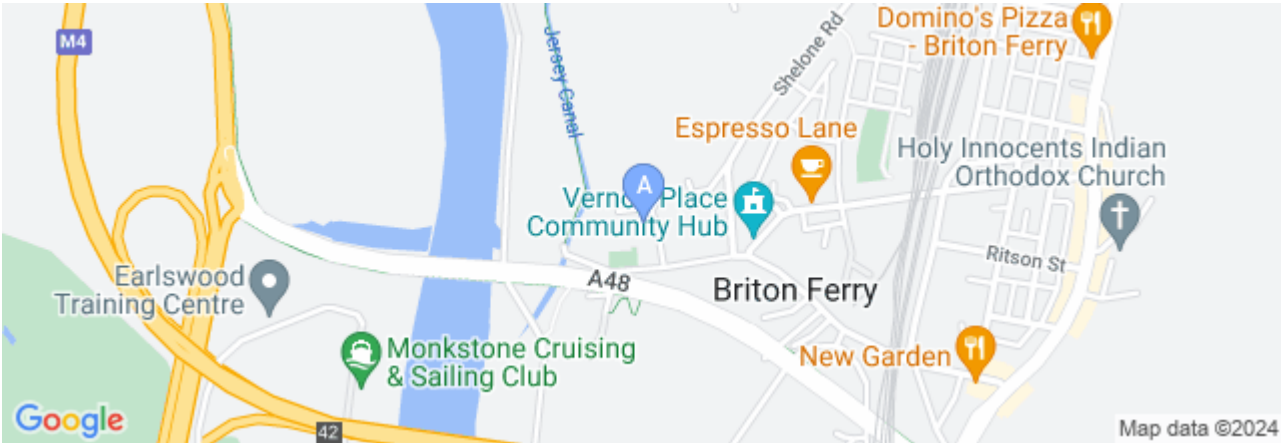 M4
Jersey Canal
Shelone Rd
Domino's Pizza
- Briton Ferry
Espresso Lane
Holy Innocents Indian
Orthodox Church
A
Vernon Place
Community Hub
Ritson St
A48
Earlswood
Training Centre
Briton Ferry
Monkstone Cruising
& Sailing Club
New Garden
42
Google
Map data ©2024